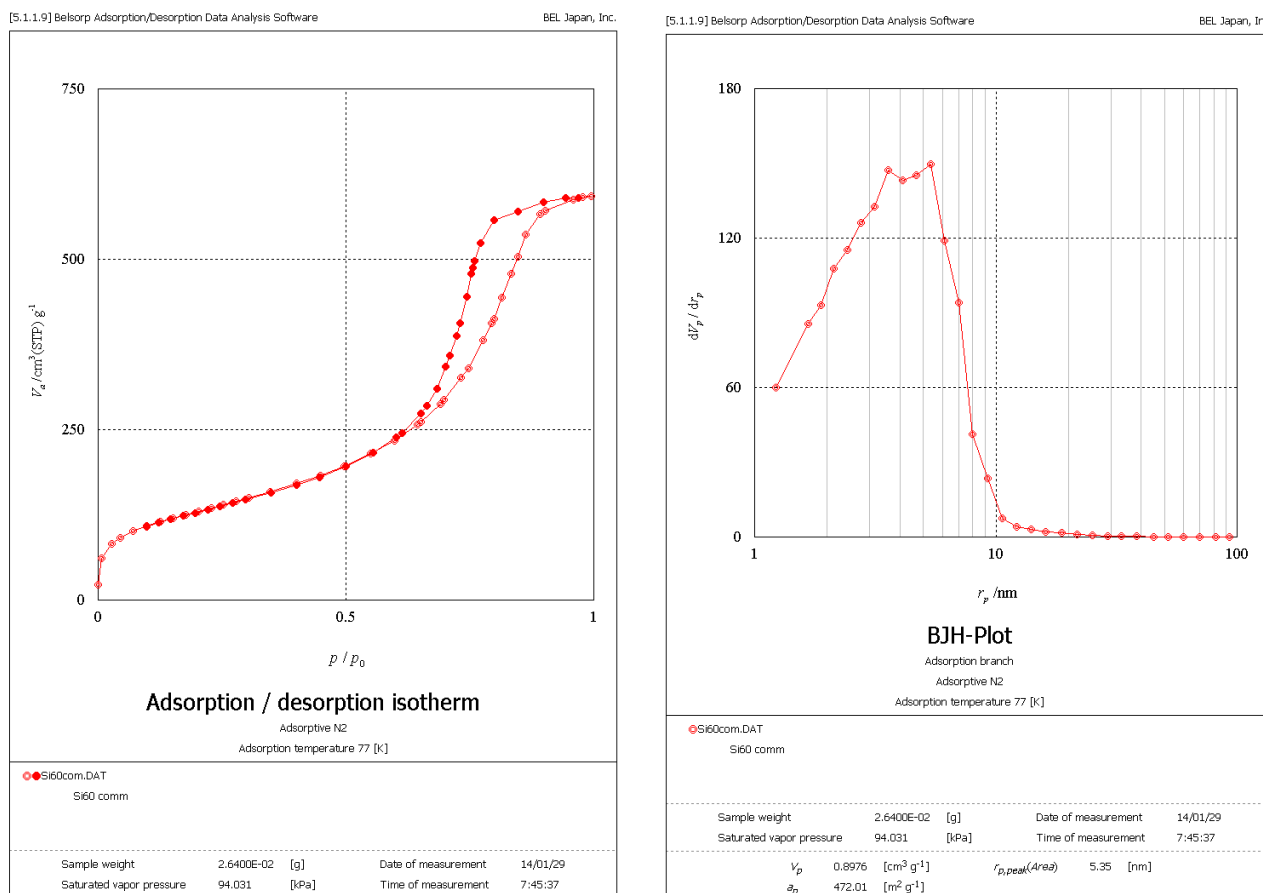 [5.1.1.9] Belsorp Adsorption/Desorption Data Analysis Software BEL Japan, Inc.
750
500
250
0
Va /cm³(STP) g⁻¹
0 0.5 1
p / p₀
Adsorption / desorption isotherm
Adsorptive N2
Adsorption temperature 77 [K]
Si60com.DAT
Si60 comm
Sample weight 2.6400E-02 [g] Date of measurement 14/01/29
Saturated vapor pressure 94.031 [kPa] Time of measurement 7:45:37
[5.1.1.9] Belsorp Adsorption/Desorption Data Analysis Software BEL Japan, In
180
120
60
0
dVp / drp
1 10 100
rp /nm
BJH-Plot
Adsorption branch
Adsorptive N2
Adsorption temperature 77 [K]
Si60com.DAT
Si60 comm
Sample weight 2.6400E-02 [g] Date of measurement 14/01/29
Saturated vapor pressure 94.031 [kPa] Time of measurement 7:45:37
Vp 0.8976 [cm³ g⁻¹] rp,peak(Area) 5.35 [nm]
ap 472.01 [m² g⁻¹]